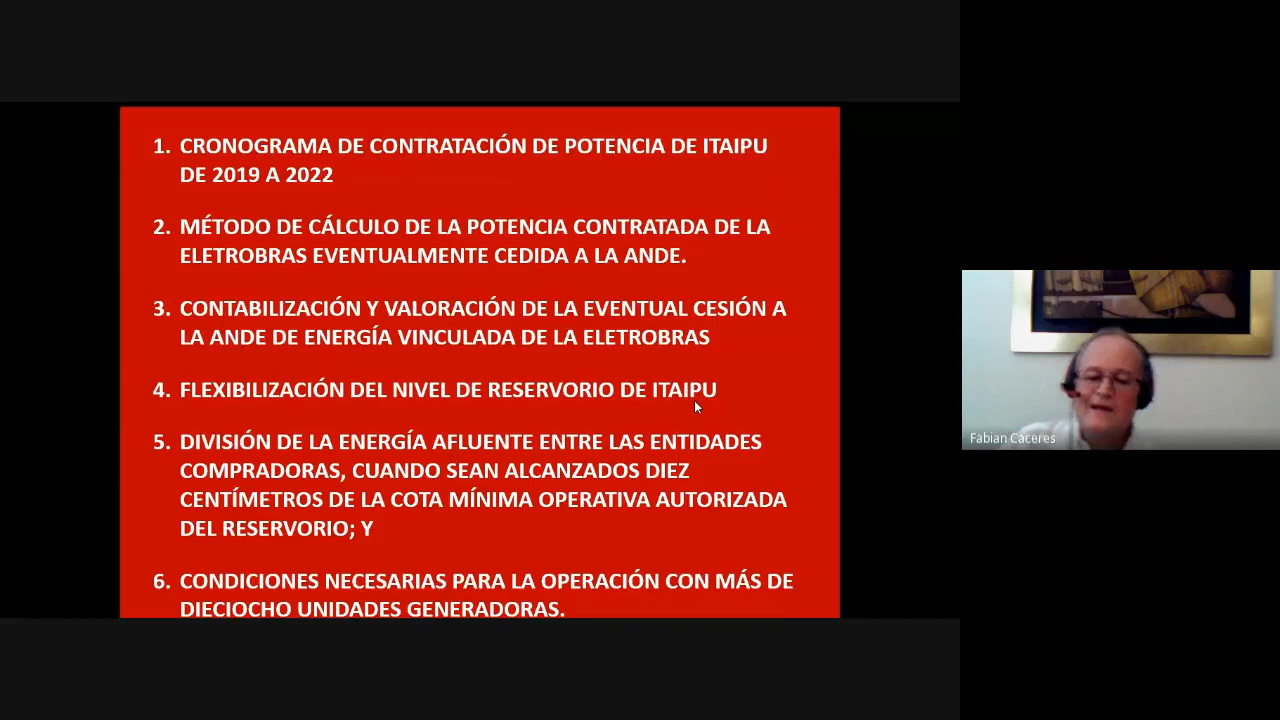 1. CRONOGRAMA DE CONTRATACIÓN DE POTENCIA DE ITAIPU
DE 2019 A 2022
2. MÉTODO DE CÁLCULO DE LA POTENCIA CONTRATADA DE LA
ELETROBRAS EVENTUALMENTE CEDIDA A LA ANDE.
3. CONTABILIZACIÓN Y VALORACIÓN DE LA EVENTUAL CESIÓN A
LA ANDE DE ENERGÍA VINCULADA DE LA ELETROBRAS
4. FLEXIBILIZACIÓN DEL NIVEL DE RESERVORIO DE ITAIPU
5. DIVISIÓN DE LA ENERGÍA AFLUENTE ENTRE LAS ENTIDADES
COMPRADORAS, CUANDO SEAN ALCANZADOS DIEZ
CENTÍMETROS DE LA COTA MÍNIMA OPERATIVA AUTORIZADA
DEL RESERVORIO; Y
6. CONDICIONES NECESARIAS PARA LA OPERACIÓN CON MÁS DE
DIECIOCHO UNIDADES GENERADORAS.
Fabian Caceres